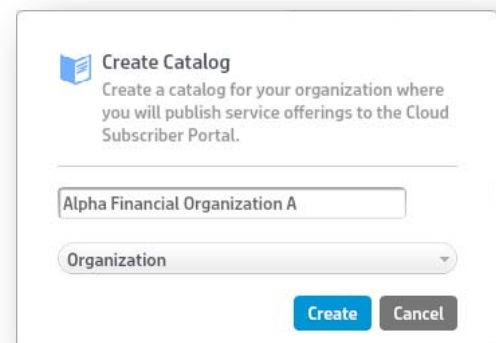 Create Catalog
Create a catalog for your organization where
you will publish service offerings to the Cloud
Subscriber Portal.
Alpha Financial Organization A
Organization
Create Cancel